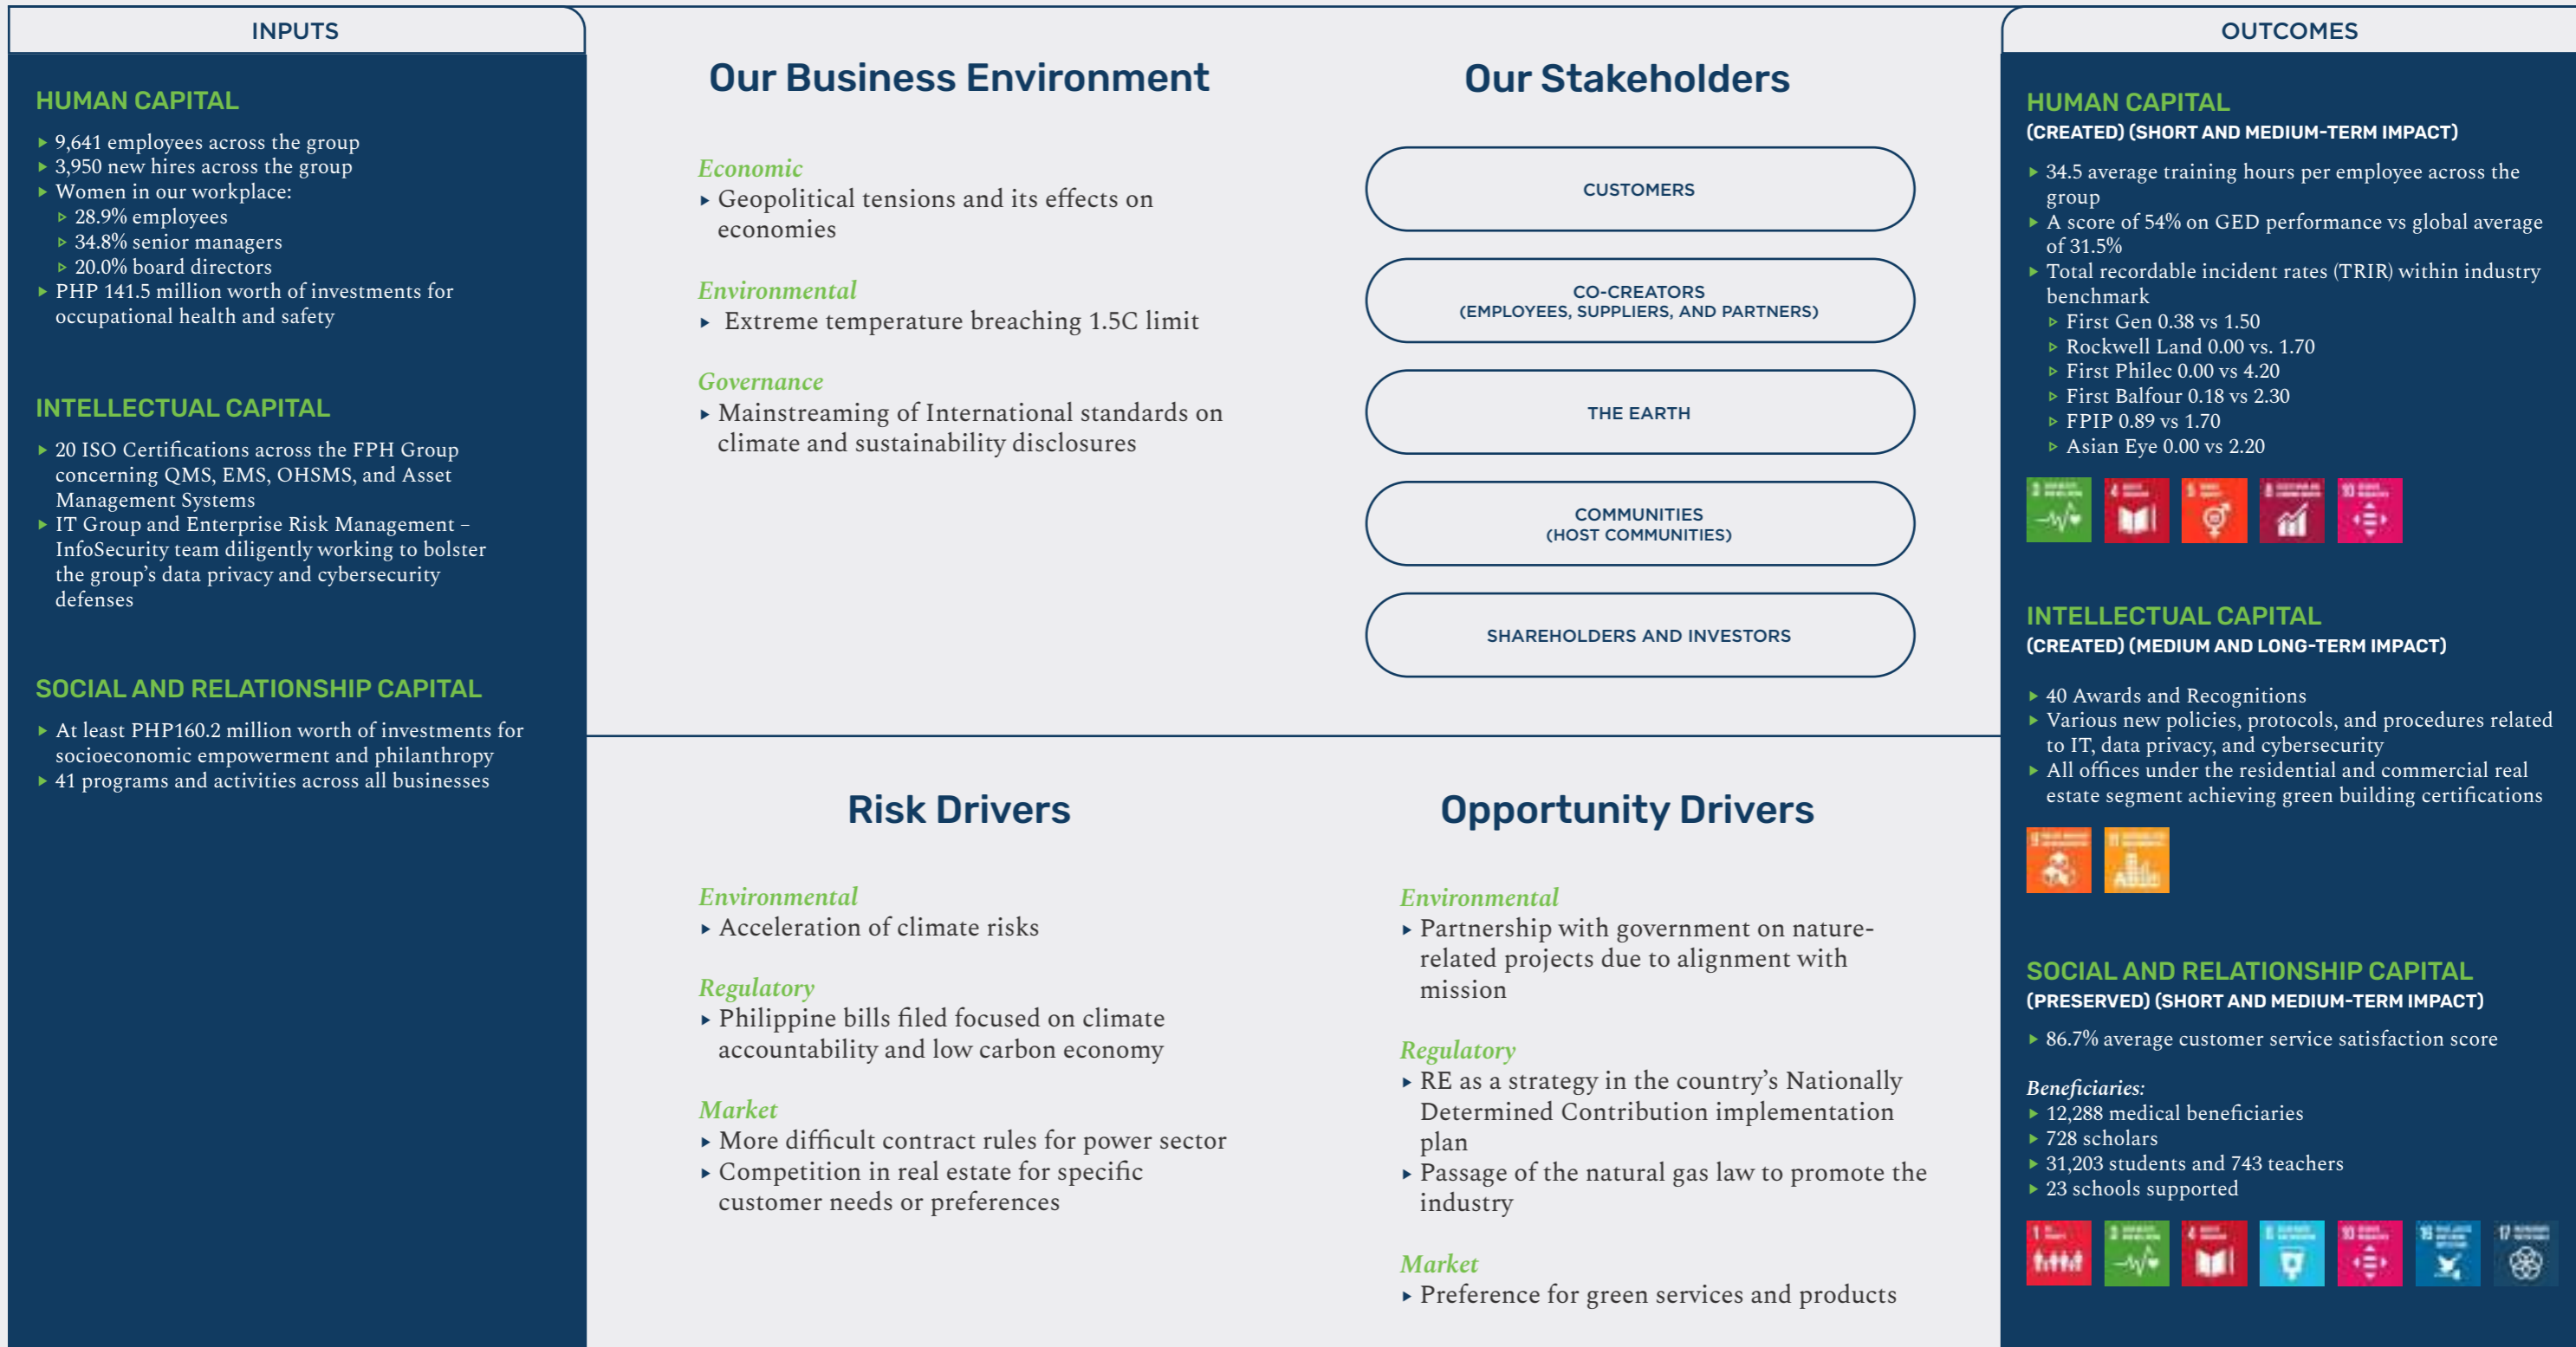 INPUTS
HUMAN CAPITAL
▸ 9,641 employees across the group
▸ 3,950 new hires across the group
▸ Women in our workplace:
▹ 28.9% employees
▹ 34.8% senior managers
▹ 20.0% board directors
▸ PHP 141.5 million worth of investments for
occupational health and safety
INTELLECTUAL CAPITAL
▸ 20 ISO Certifications across the FPH Group
concerning QMS, EMS, OHSMS, and Asset
Management Systems
▸ IT Group and Enterprise Risk Management –
InfoSecurity team diligently working to bolster
the group's data privacy and cybersecurity
defenses
SOCIAL AND RELATIONSHIP CAPITAL
▸ At least PHP160.2 million worth of investments for
socioeconomic empowerment and philanthropy
▸ 41 programs and activities across all businesses
Our Business Environment
Economic
▸ Geopolitical tensions and its effects on
economies
Environmental
▸ Extreme temperature breaching 1.5C limit
Governance
▸ Mainstreaming of International standards on
climate and sustainability disclosures
Our Stakeholders
CUSTOMERS
CO-CREATORS
(EMPLOYEES, SUPPLIERS, AND PARTNERS)
THE EARTH
COMMUNITIES
(HOST COMMUNITIES)
SHAREHOLDERS AND INVESTORS
Risk Drivers
Environmental
▸ Acceleration of climate risks
Regulatory
▸ Philippine bills filed focused on climate
accountability and low carbon economy
Market
▸ More difficult contract rules for power sector
▸ Competition in real estate for specific
customer needs or preferences
Opportunity Drivers
Environmental
▸ Partnership with government on nature-
related projects due to alignment with
mission
Regulatory
▸ RE as a strategy in the country's Nationally
Determined Contribution implementation
plan
▸ Passage of the natural gas law to promote the
industry
Market
▸ Preference for green services and products
OUTCOMES
HUMAN CAPITAL
(CREATED) (SHORT AND MEDIUM-TERM IMPACT)
▸ 34.5 average training hours per employee across the
group
▸ A score of 54% on GED performance vs global average
of 31.5%
▸ Total recordable incident rates (TRIR) within industry
benchmark
▹ First Gen 0.38 vs 1.50
▹ Rockwell Land 0.00 vs. 1.70
▹ First Philec 0.00 vs 4.20
▹ First Balfour 0.18 vs 2.30
▹ FPIP 0.89 vs 1.70
▹ Asian Eye 0.00 vs 2.20
INTELLECTUAL CAPITAL
(CREATED) (MEDIUM AND LONG-TERM IMPACT)
▸ 40 Awards and Recognitions
▸ Various new policies, protocols, and procedures related
to IT, data privacy, and cybersecurity
▸ All offices under the residential and commercial real
estate segment achieving green building certifications
SOCIAL AND RELATIONSHIP CAPITAL
(PRESERVED) (SHORT AND MEDIUM-TERM IMPACT)
▸ 86.7% average customer service satisfaction score
Beneficiaries:
▸ 12,288 medical beneficiaries
▸ 728 scholars
▸ 31,203 students and 743 teachers
▸ 23 schools supported